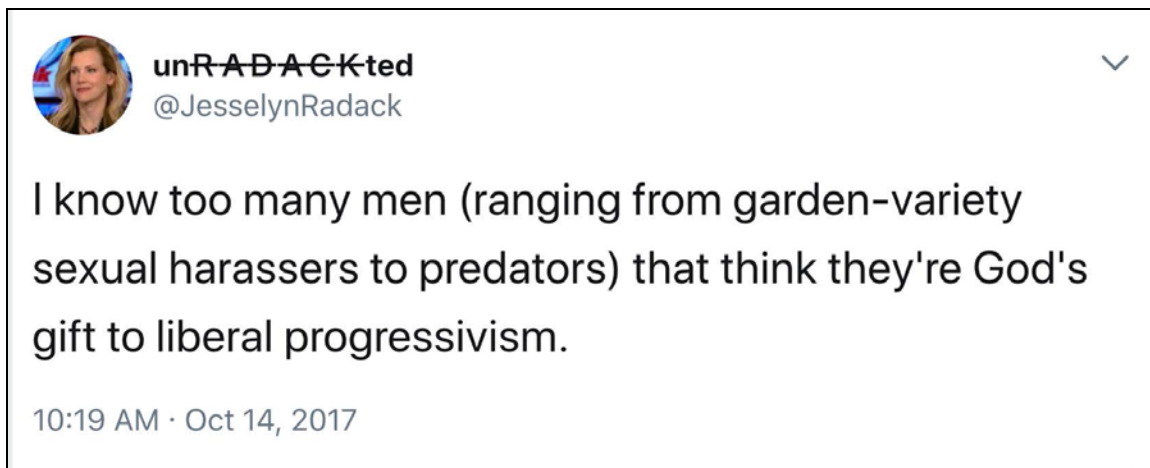 unRADACKted
@JesselynRadack
I know too many men (ranging from garden-variety
sexual harassers to predators) that think they're God's
gift to liberal progressivism.
10:19 AM · Oct 14, 2017